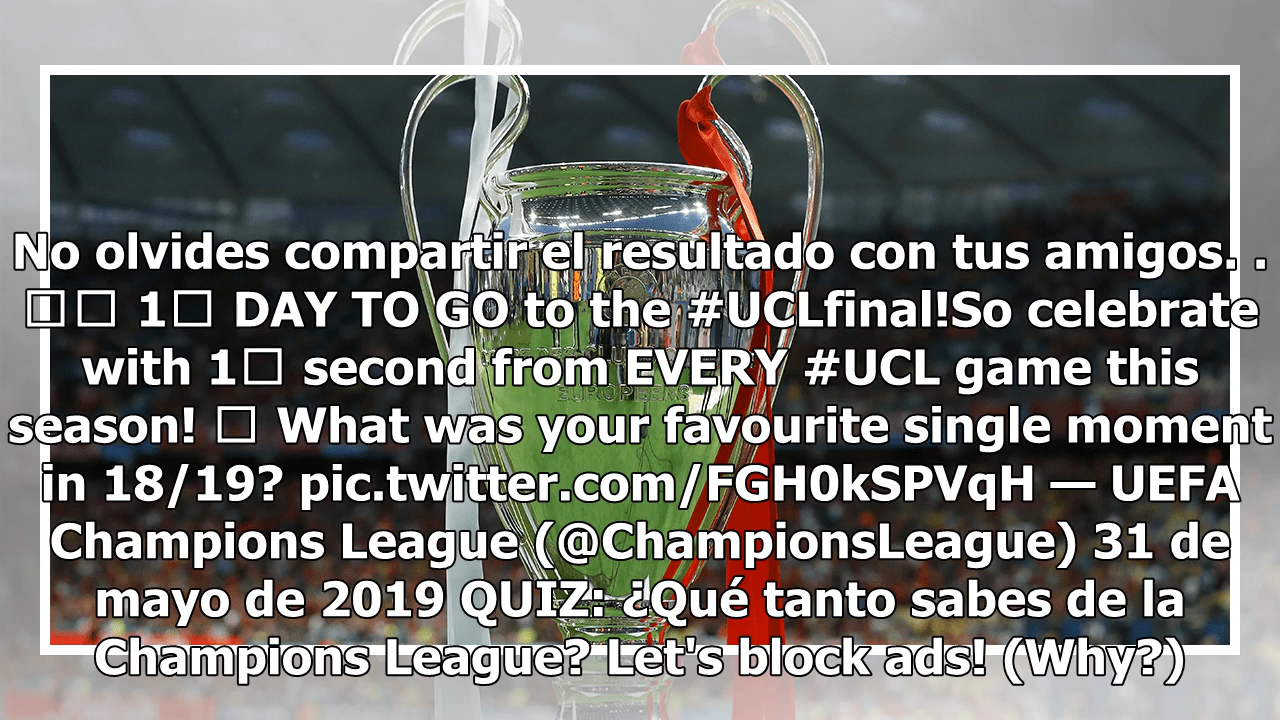 No olvides compartir el resultado con tus amigos. .
□□ 1□ DAY TO GO to the #UCLfinal!So celebrate
with 1□ second from EVERY #UCL game this
season! □ What was your favourite single moment
in 18/19? pic.twitter.com/FGH0kSPVqH — UEFA
Champions League (@ChampionsLeague) 31 de
mayo de 2019 QUIZ: ¿Qué tanto sabes de la
Champions League? Let's block ads! (Why?)
EUROPEENS